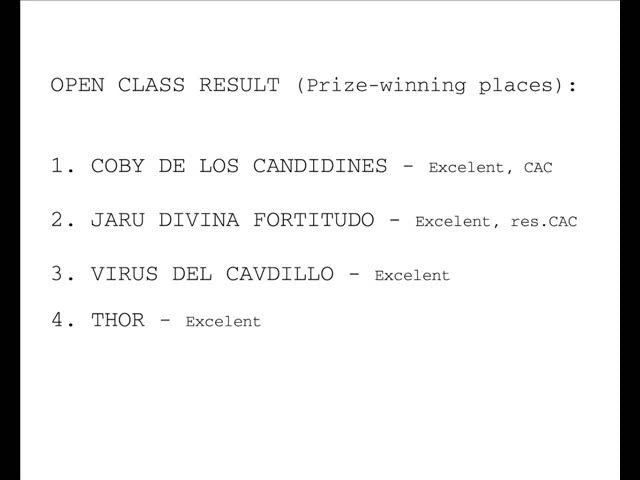 OPEN CLASS RESULT (Prize-winning places):
1. COBY DE LOS CANDIDINES - Excelent, CAC
2. JARU DIVINA FORTITUDO - Excelent, res.CAC
3. VIRUS DEL CAVDILLO - Excelent
4. THOR - Excelent